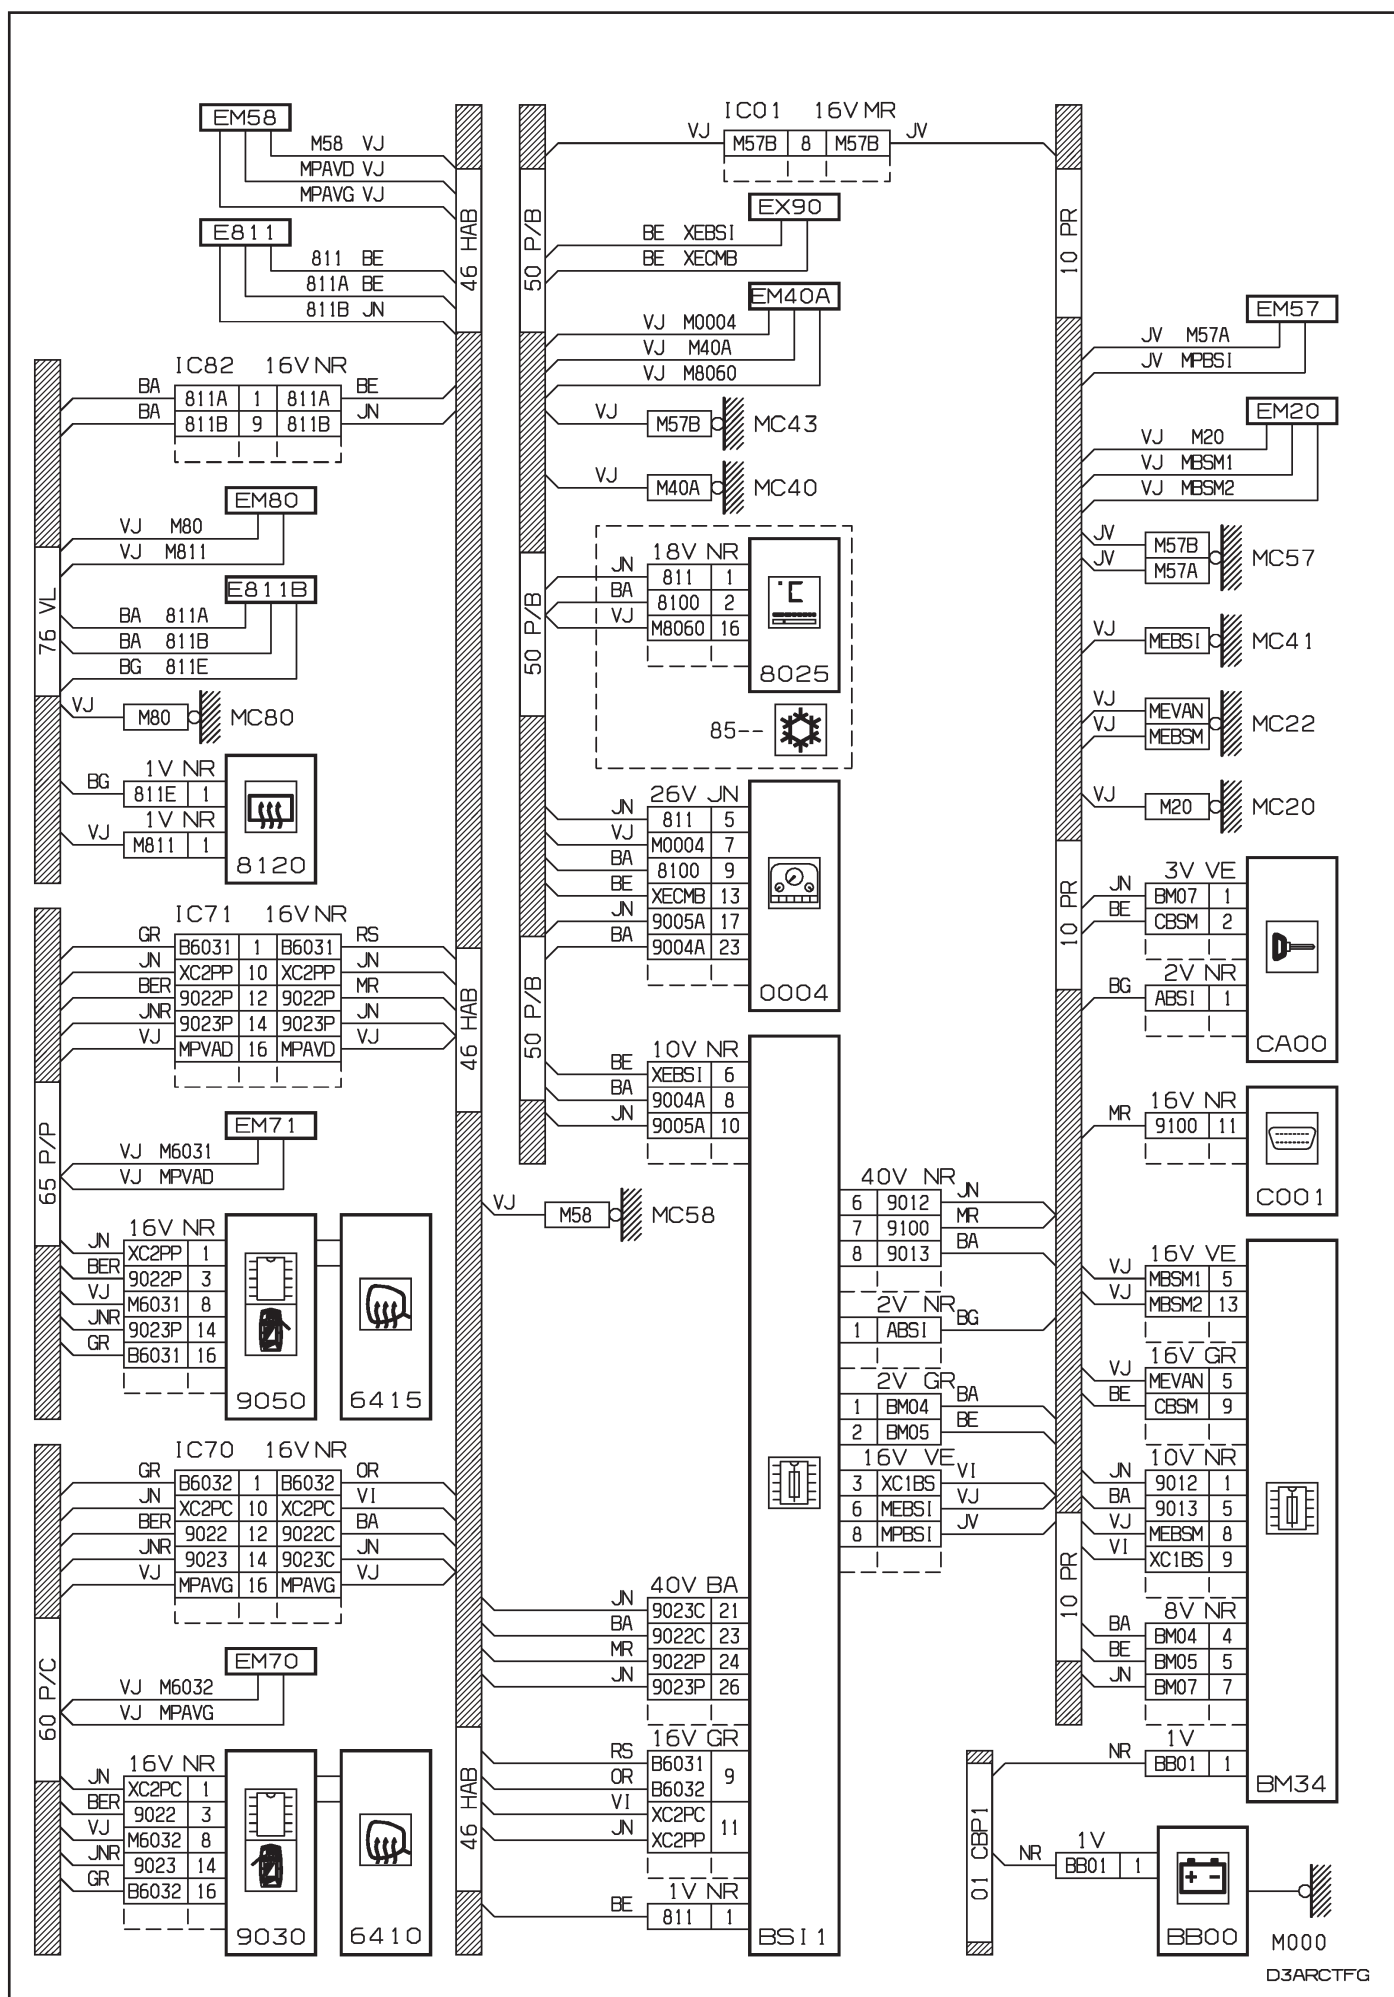 EM58
M58 VJ
MPAVD VJ
MPAVG VJ
E811
811 BE
811A BE
811B JN
46 HAB
IC82 16V NR
BA 811A 1 811A BE
BA 811B 9 811B JN
EM80
VJ M80
VJ M811
E811B
BA 811A
BA 811B
BG 811E
76 VL
VJ M80 MC80
1V NR
BG 811E 1
1V NR
VJ M811 1
8120
IC71 16V NR
GR B6031 1 B6031 RS
JN XC2PP 10 XC2PP JN
BER 9022P 12 9022P MR
JNR 9023P 14 9023P JN
VJ MPVAD 16 MPAVD VJ
46 HAB
EM71
VJ M6031
VJ MPVAD
65 P/P
16V NR
JN XC2PP 1
BER 9022P 3
VJ M6031 8
JNR 9023P 14
GR B6031 16
9050
6415
IC70 16V NR
GR B6032 1 B6032 OR
JN XC2PC 10 XC2PC VI
BER 9022 12 9022C BA
JNR 9023 14 9023C JN
VJ MPAVG 16 MPAVG VJ
EM70
VJ M6032
VJ MPAVG
60 P/C
16V NR
JN XC2PC 1
BER 9022 3
VJ M6032 8
JNR 9023 14
GR B6032 16
9030
6410
46 HAB
IC01 16V MR
VJ M57B 8 M57B JV
50 P/B
EX90
BE XEBSI
BE XECMB
EM40A
VJ M0004
VJ M40A
VJ M8060
VJ M57B MC43
VJ M40A MC40
50 P/B
18V NR
JN 811 1
BA 8100 2
VJ M8060 16
°C
8025
85--
26V JN
JN 811 5
VJ M0004 7
BA 8100 9
BE XECMB 13
JN 9005A 17
BA 9004A 23
0004
50 P/B
10V NR
BE XEBSI 6
BA 9004A 8
JN 9005A 10
VJ M58 MC58
40V NR
6 9012 JN
7 9100 MR
8 9013 BA
2V NR
1 ABSI BG
2V GR
1 BM04 BA
2 BM05 BE
16V VE
3 XC1BS VI
6 MEBSI VJ
8 MPBSI JV
40V BA
JN 9023C 21
BA 9022C 23
MR 9022P 24
JN 9023P 26
16V GR
RS B6031 9
OR B6032
VI XC2PC 11
JN XC2PP
1V NR
BE 811 1
BSI1
10 PR
EM57
JV M57A
JV MPBSI
EM20
VJ M20
VJ MBSM1
VJ MBSM2
JV M57B
JV M57A
MC57
VJ MEBSI MC41
VJ MEVAN
VJ MEBSM
MC22
VJ M20 MC20
10 PR
3V VE
JN BM07 1
BE CBSM 2
2V NR
BG ABSI 1
CA00
16V NR
MR 9100 11
C001
16V VE
VJ MBSM1 5
VJ MBSM2 13
16V GR
VJ MEVAN 5
BE CBSM 9
10V NR
JN 9012 1
BA 9013 5
VJ MEBSM 8
VI XC1BS 9
10 PR
8V NR
BA BM04 4
BE BM05 5
JN BM07 7
1V
NR BB01 1
BM34
01 CBP1
1V
NR BB01 1
+ -
BB00
M000
D3ARCTFG